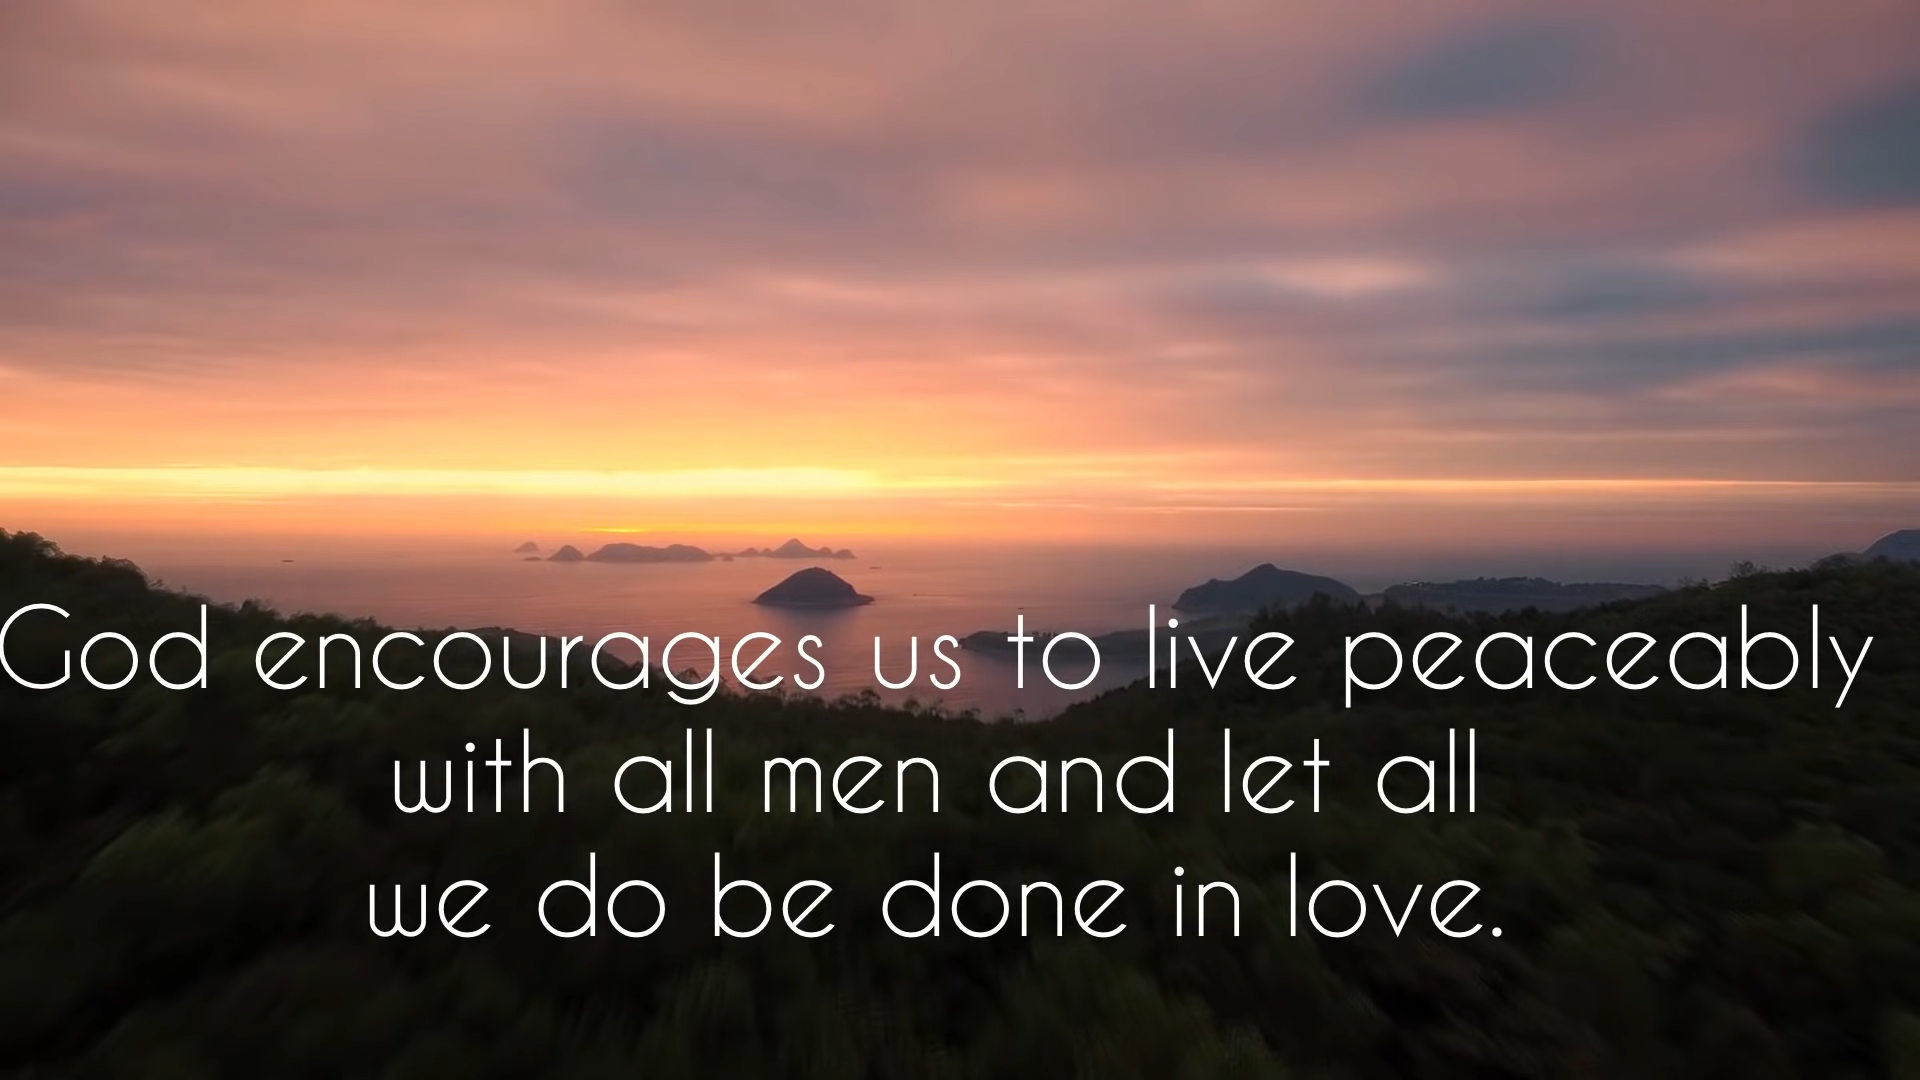 God encourages us to live peaceably
with all men and let all
we do be done in love.